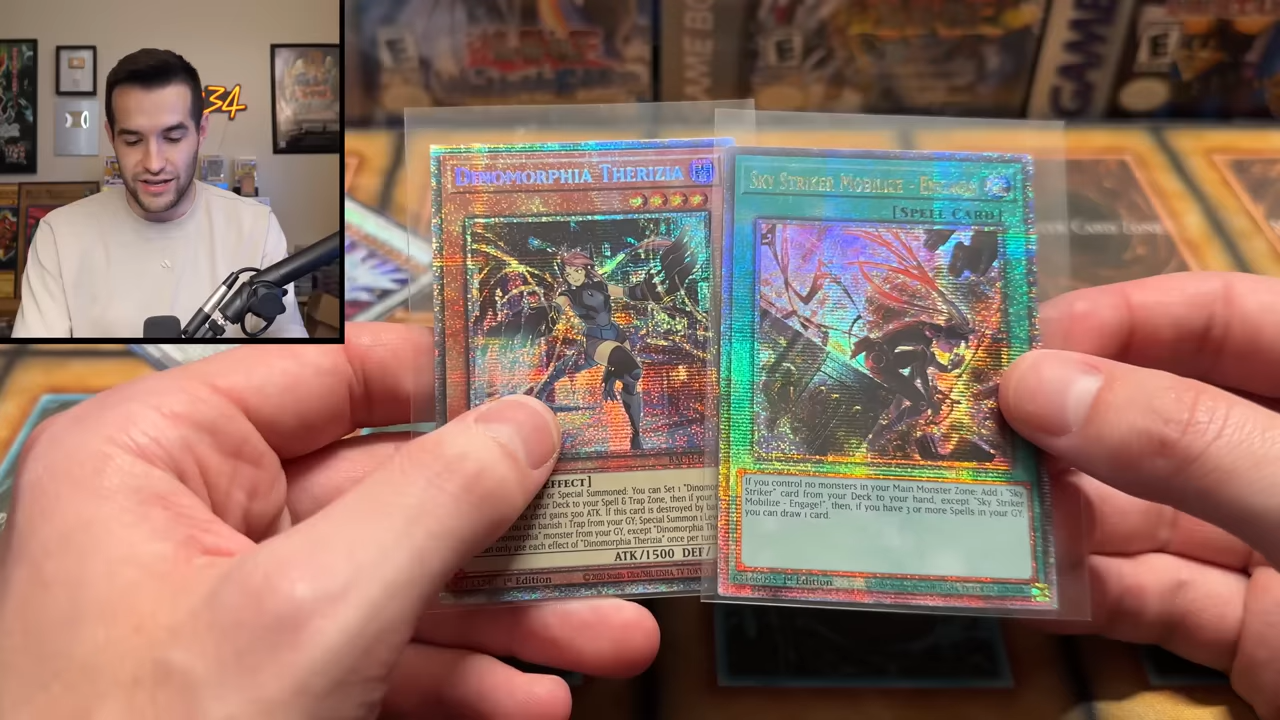 34
E
GAME BOY
E
GAME
E
DINOMORPHIA THERIZIA
DARK
SKY STRIKER MOBILIZE - ENGAGE!
[SPELL CARD]
EFFECT]
or Special Summoned: You can Set 1 "Dinomo
your Deck to your Spell & Trap Zone, then if your
card gains 500 ATK. If this card is destroyed by
you can banish 1 Trap from your GY; Special Summon 1
" monster from your GY, except "Dinomorphia Th
only use each effect of "Dinomorphia Therizia" once per turn
ATK/1500 DEF/
1st Edition
©2020 Studio Dice/SHUEISHA, TV TOKY
If you control no monsters in your Main Monster Zone: Add 1 "Sky
Striker" card from your Deck to your hand, except "Sky Striker
Mobilize - Engage!", then, if you have 3 or more Spells in your GY,
you can draw 1 card.
63166095 1st Edition